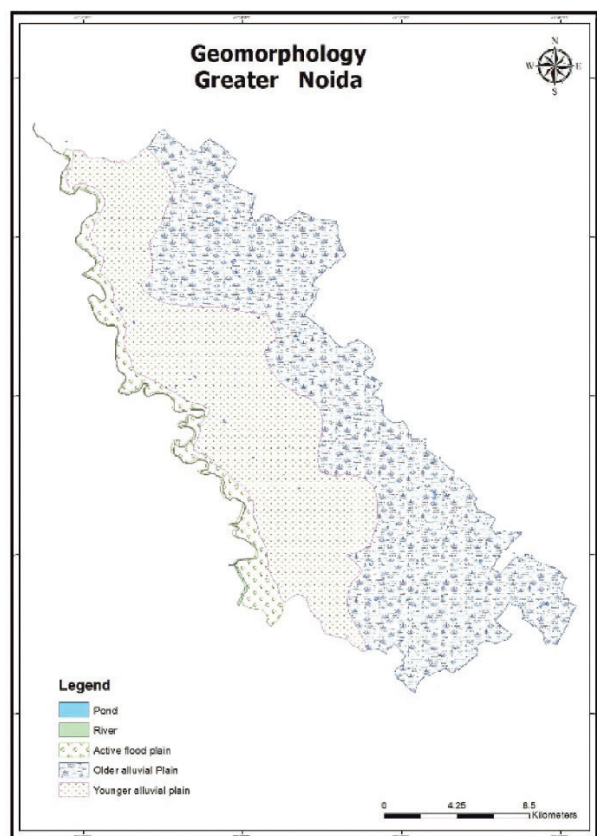 Geomorphology
Greater Noida
N
W E
S
Legend
Pond
River
Active flood plain
Older alluvial Plain
Younger alluvial plain
0 4.25 8.5
Kilometers